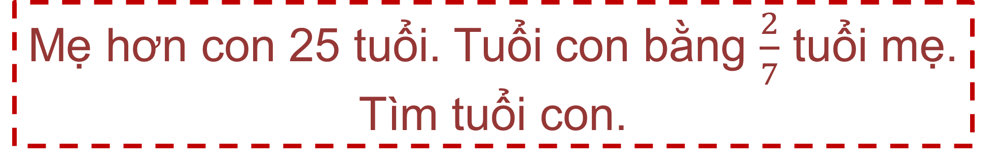 Mẹ hơn con 25 tuổi. Tuổi con bằng 2/7 tuổi mẹ.
Tìm tuổi con.